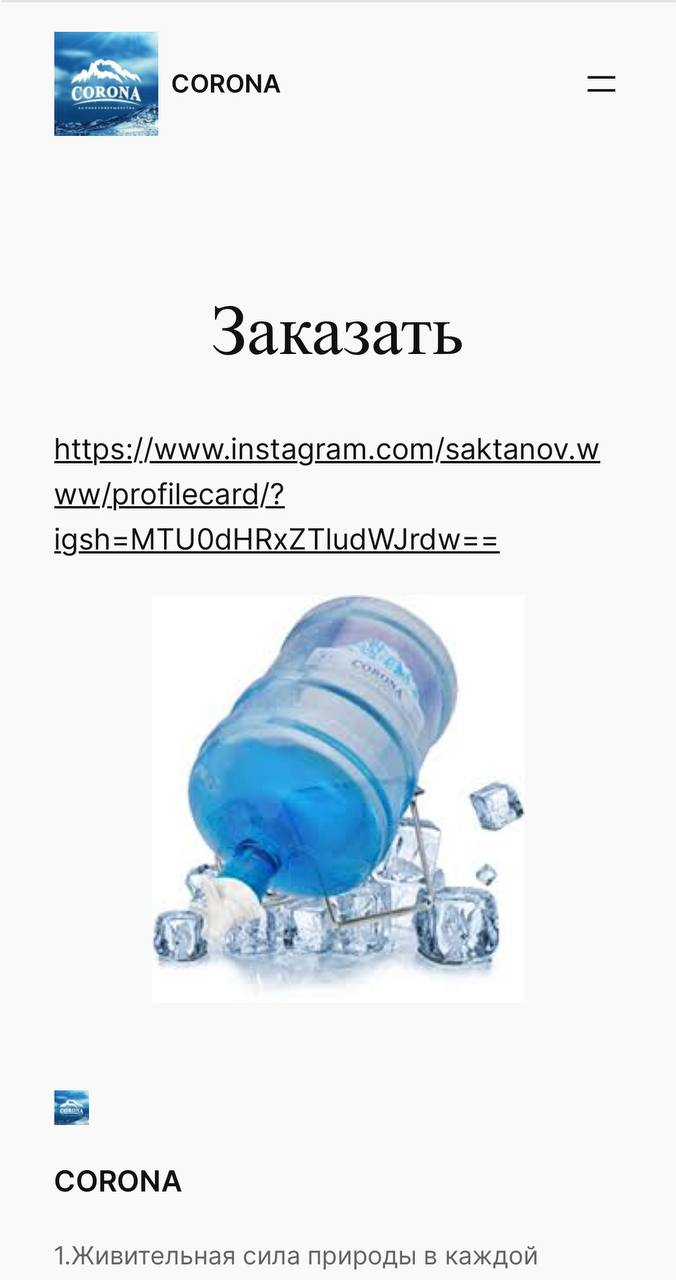 CORONA
CORONA
Заказать
https://www.instagram.com/saktanov.w
ww/profilecard/?
igsh=MTU0dHRxZTludWJrdw==
CORONA
CORONA
CORONA
1.Живительная сила природы в каждой